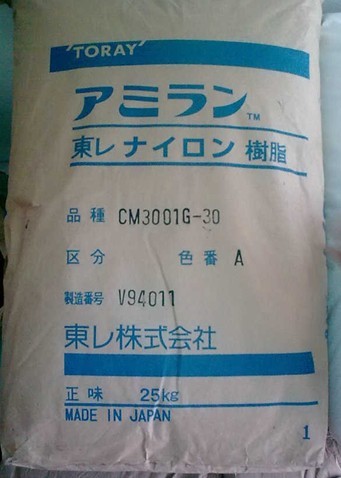 'TORAY'
アミラン™
東レ ナイロン 樹脂
品種 CM3001G-30
区分 色番 A
製造番号 V94011
東レ株式会社
正味 25kg
MADE IN JAPAN
1